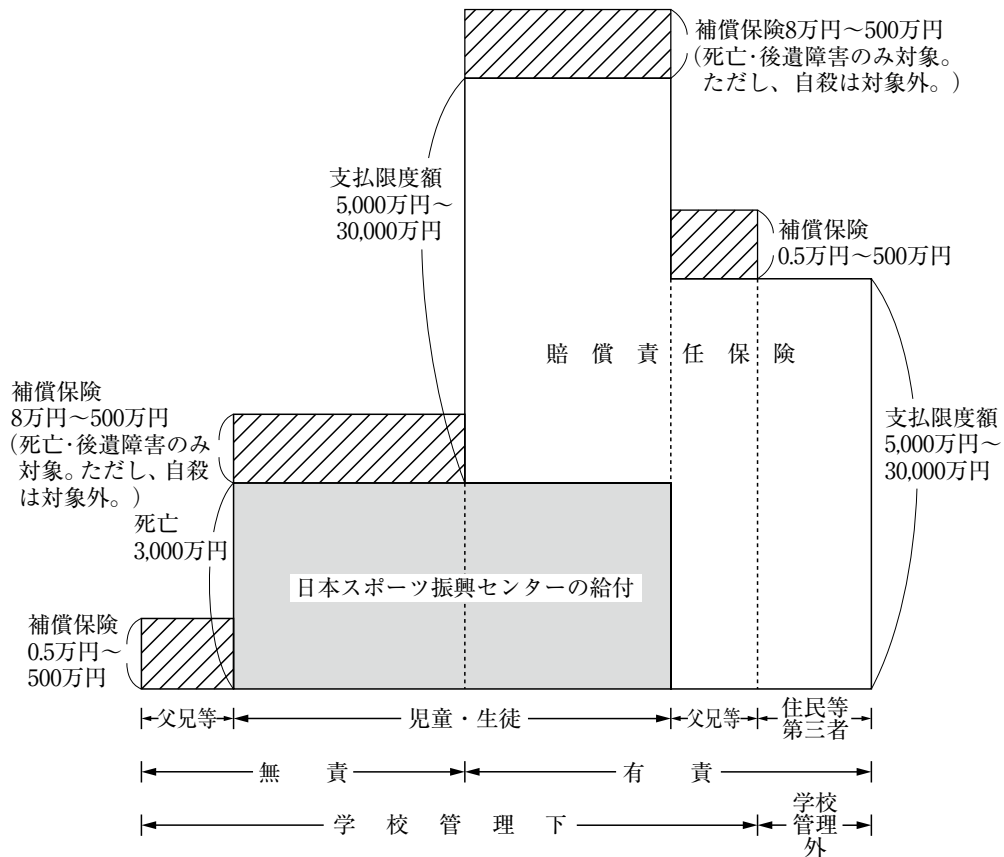 補償保険8万円～500万円
（死亡・後遺障害のみ対象。
ただし、自殺は対象外。）
支払限度額
5,000万円～
30,000万円
補償保険
0.5万円～500万円
賠償責任保険
補償保険
8万円～500万円
（死亡・後遺障害のみ
対象。ただし、自殺
は対象外。）
支払限度額
5,000万円～
30,000万円
死亡
3,000万円
日本スポーツ振興センターの給付
補償保険
0.5万円～
500万円
父兄等
児童・生徒
父兄等
住民等
第三者
無責
有責
学校管理下
学校
管理
外